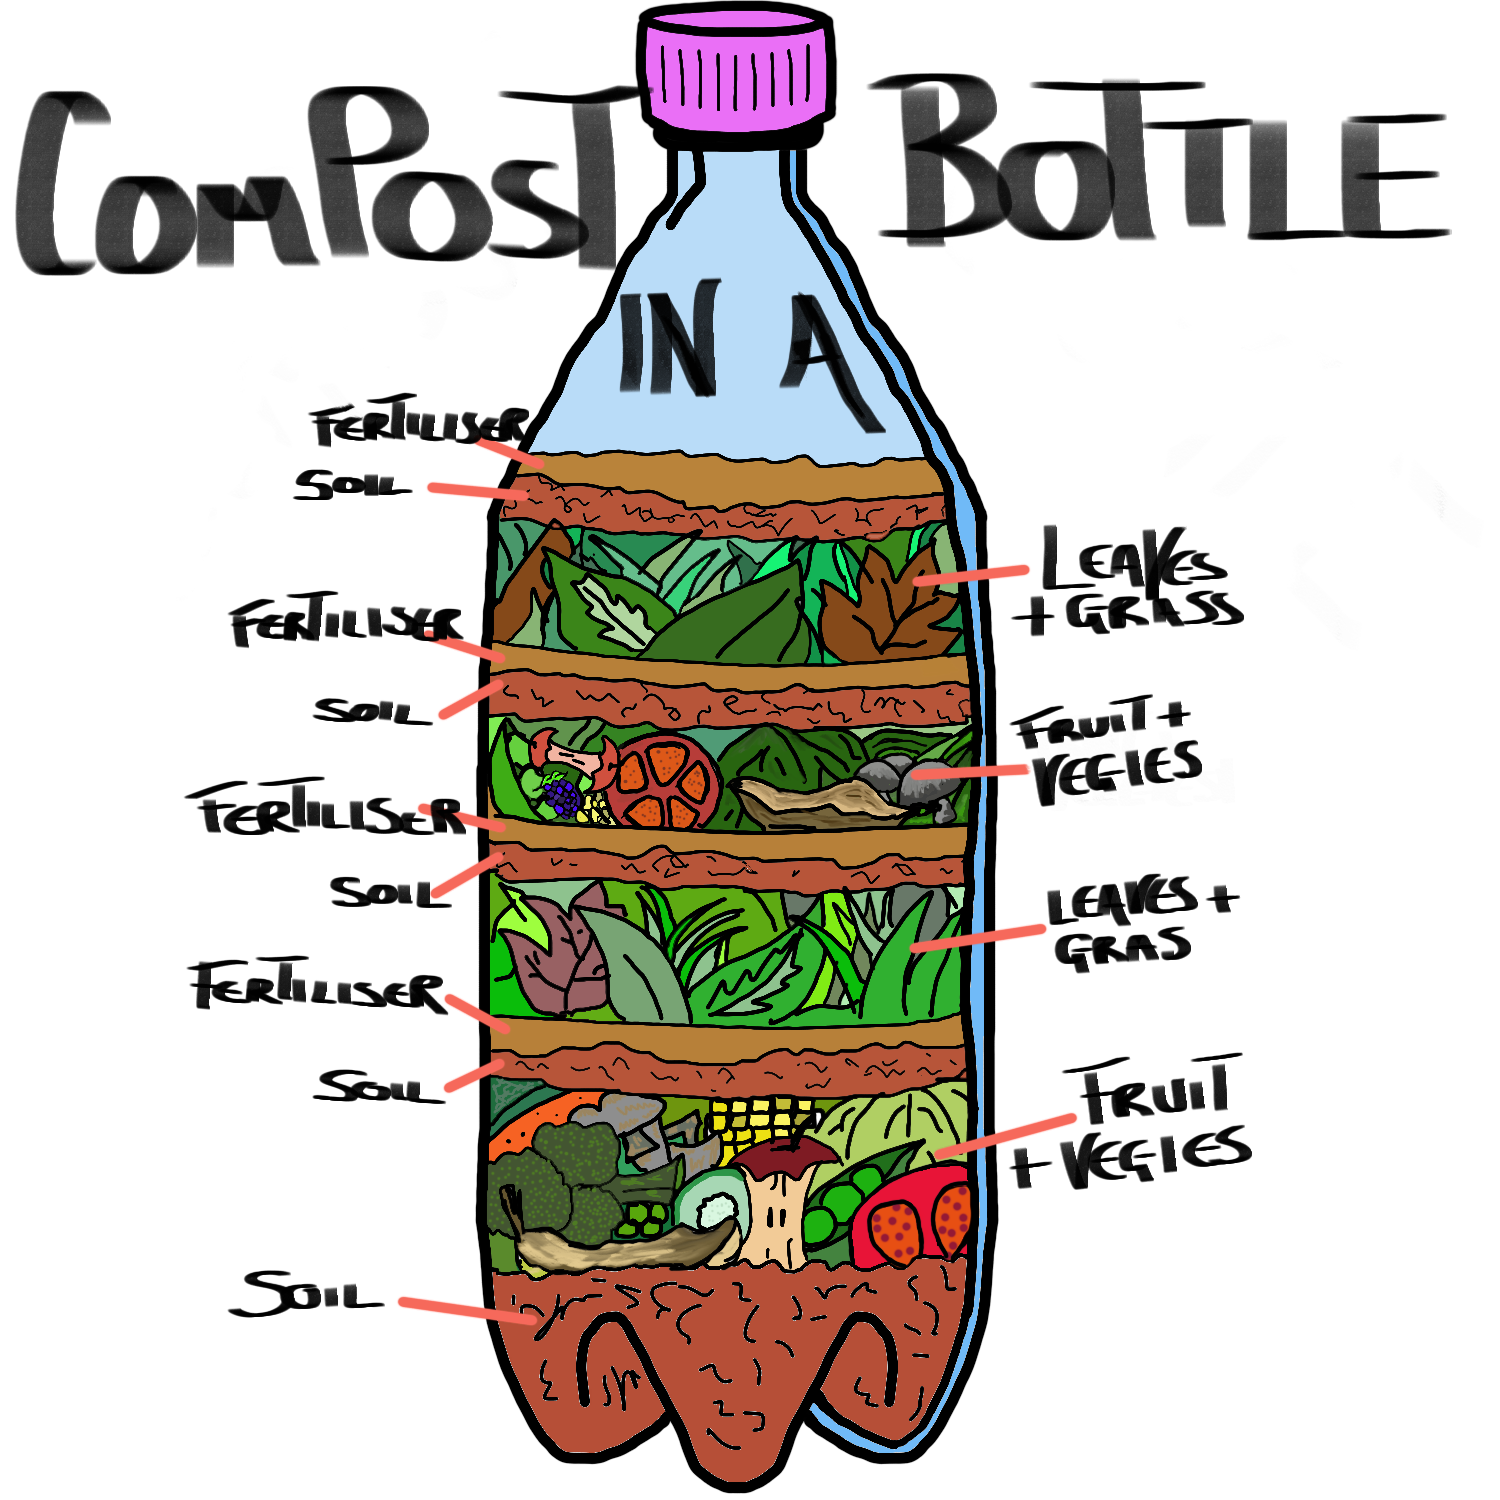 COMPOST
IN A
BOTTLE
FERTILISER
SOIL
LEAVES
+ GRASS
FERTILISER
SOIL
FRUIT +
VEGIES
FERTILISER
SOIL
LEAVES +
GRAS
FERTILISER
SOIL
FRUIT
+ VEGIES
SOIL